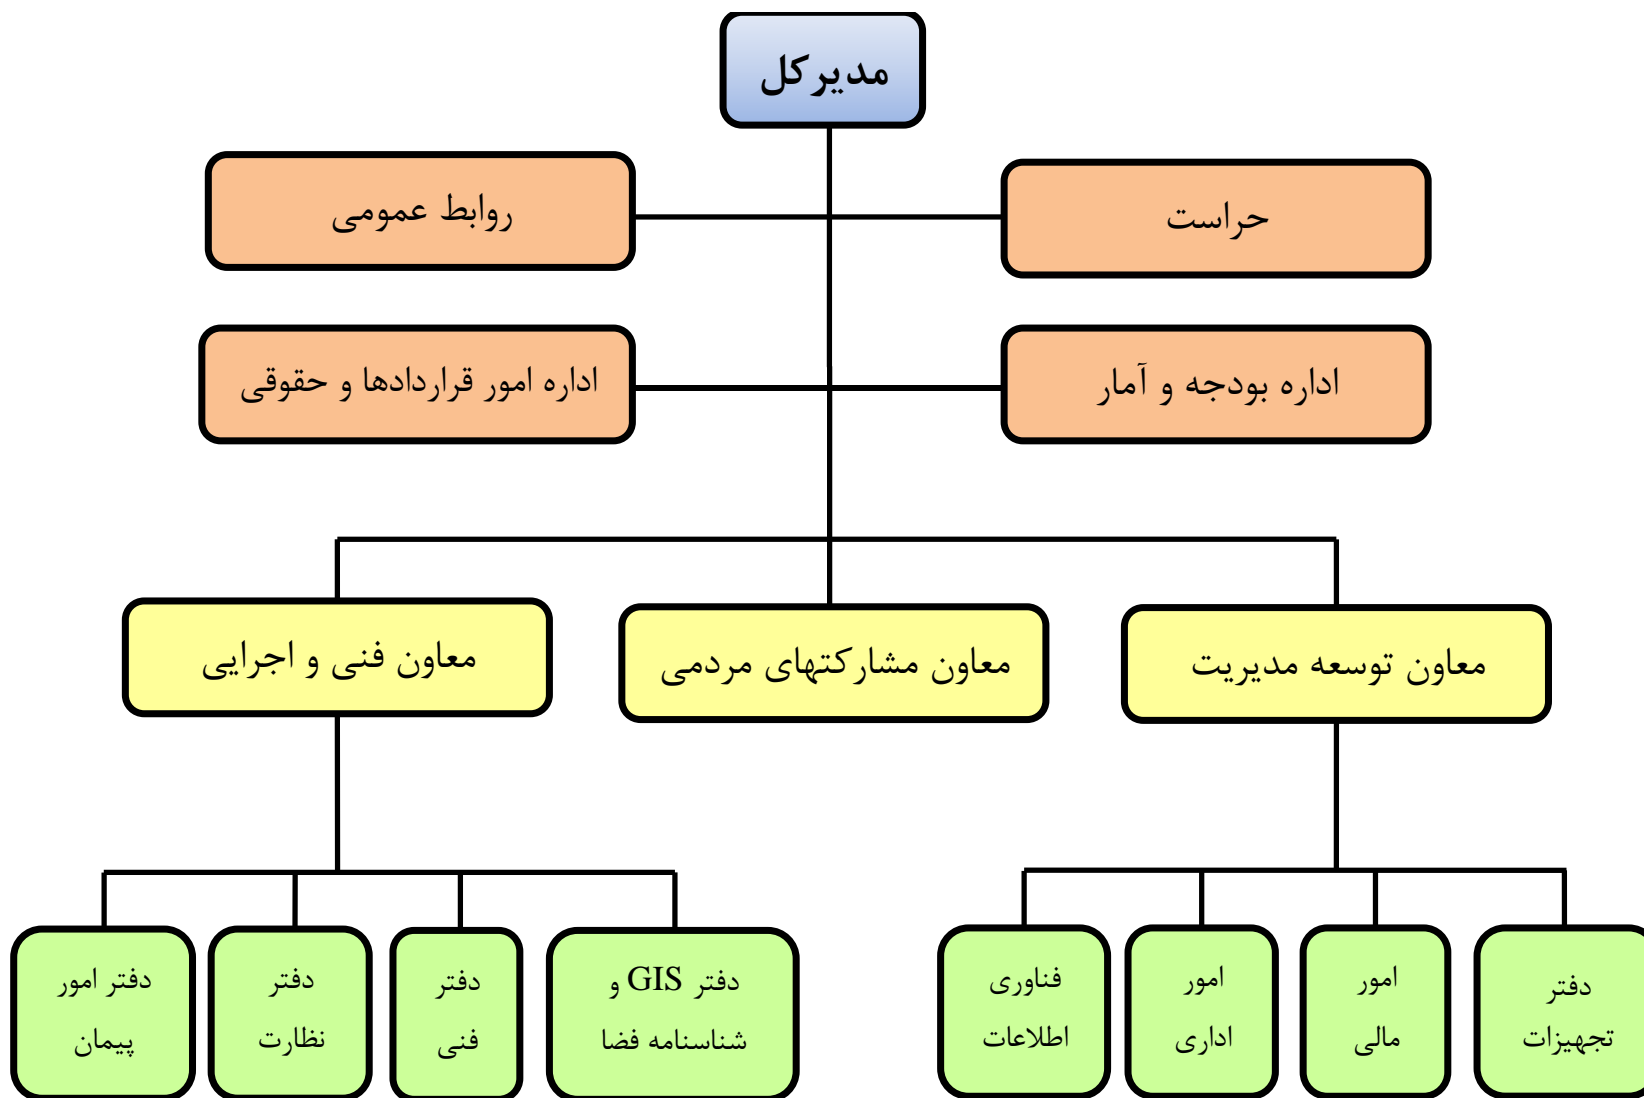 مدیرکل
حراست
روابط عمومی
اداره بودجه و آمار
اداره امور قراردادها و حقوقی
معاون توسعه مدیریت
معاون مشارکتهای مردمی
معاون فنی و اجرایی
دفتر
تجهیزات
امور
مالی
امور
اداری
فناوری
اطلاعات
دفتر GIS و
شناسنامه فضا
دفتر
فنی
دفتر
نظارت
دفتر امور
پیمان